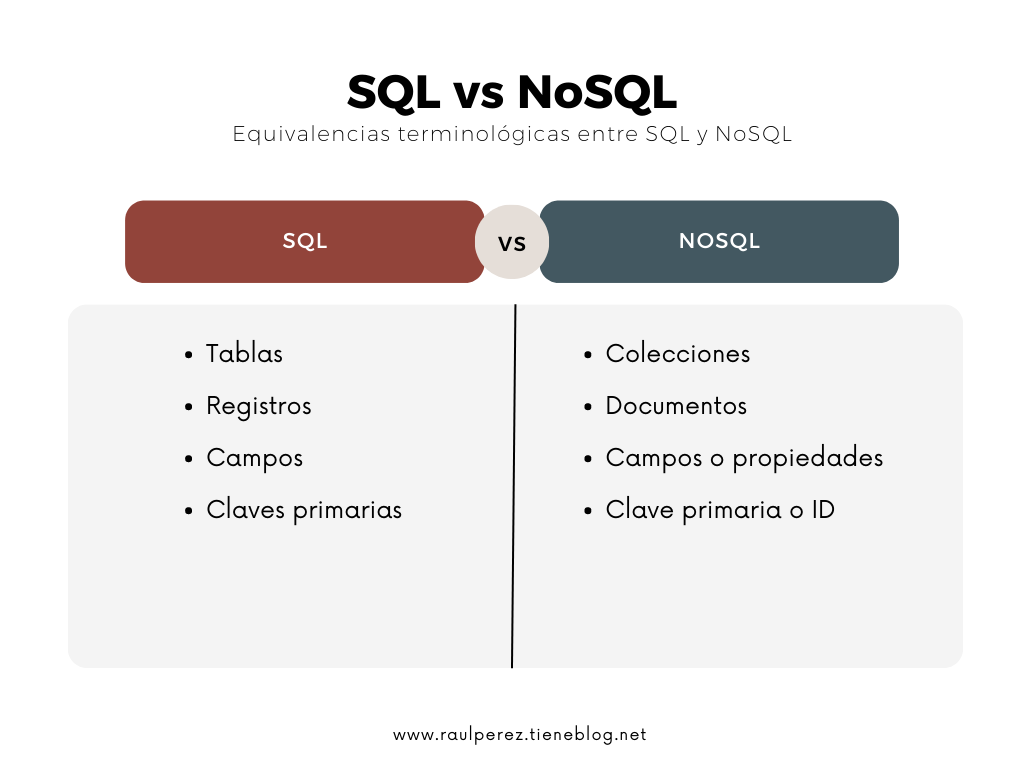 SQL vs NoSQL
Equivalencias terminológicas entre SQL y NoSQL
SQL
VS
NOSQL
• Tablas
• Registros
• Campos
• Claves primarias
• Colecciones
• Documentos
• Campos o propiedades
• Clave primaria o ID
www.raulperez.tieneblog.net